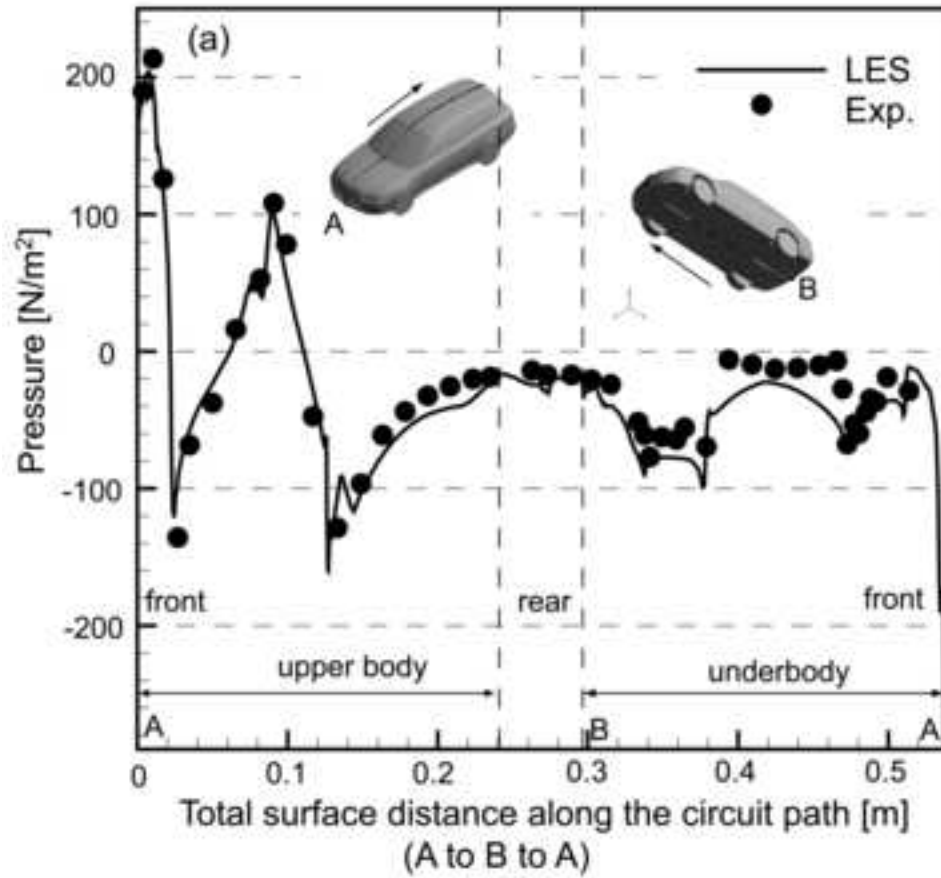 (a)
LES
Exp.
A
B
200
100
0
-100
-200
Pressure [N/m²]
front
rear
front
upper body
underbody
A
B
A
0
0.1
0.2
0.3
0.4
0.5
Total surface distance along the circuit path [m]
(A to B to A)